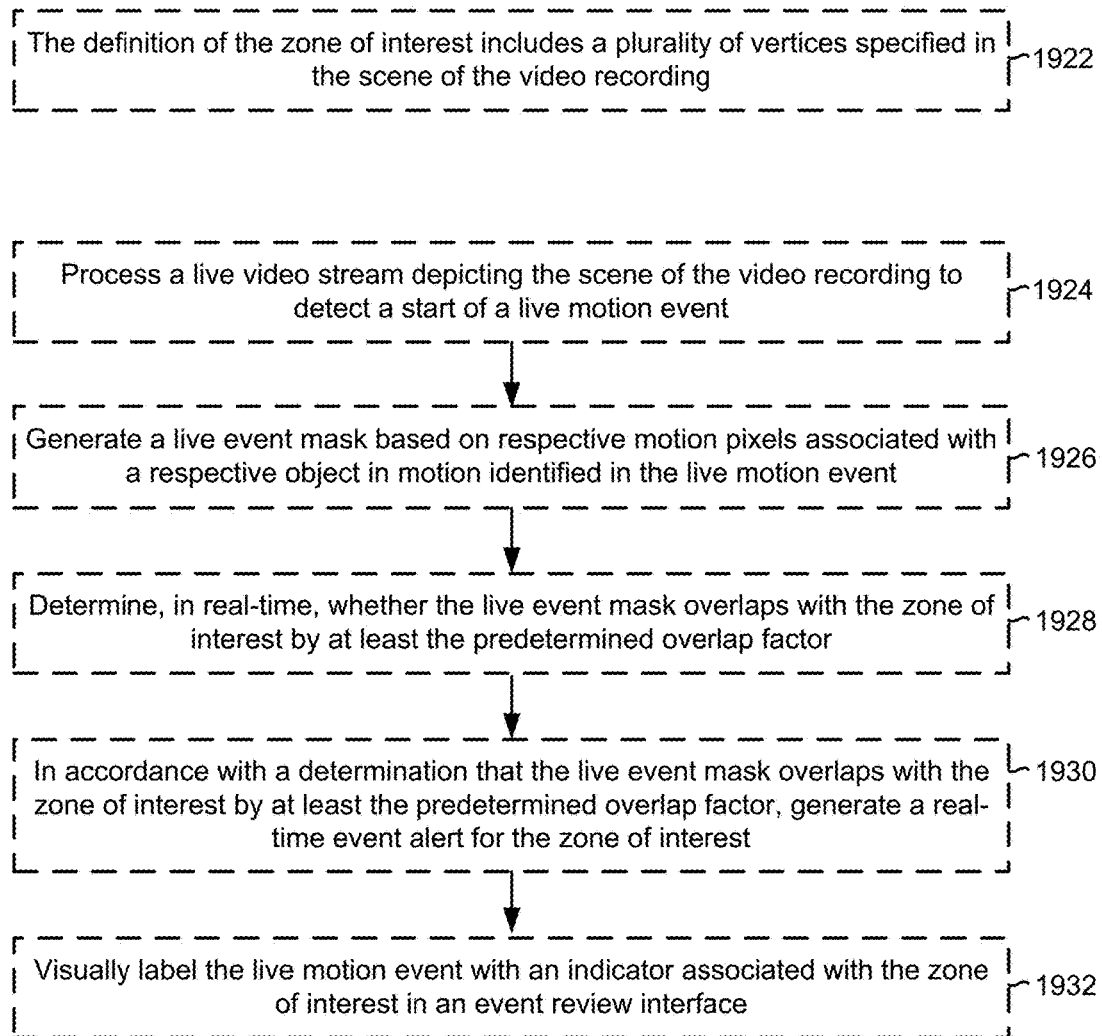 The definition of the zone of interest includes a plurality of vertices specified in
the scene of the video recording
1922
Process a live video stream depicting the scene of the video recording to
detect a start of a live motion event
1924
Generate a live event mask based on respective motion pixels associated with
a respective object in motion identified in the live motion event
1926
Determine, in real-time, whether the live event mask overlaps with the zone of
interest by at least the predetermined overlap factor
1928
In accordance with a determination that the live event mask overlaps with the
zone of interest by at least the predetermined overlap factor, generate a real-
time event alert for the zone of interest
1930
Visually label the live motion event with an indicator associated with the zone
of interest in an event review interface
1932